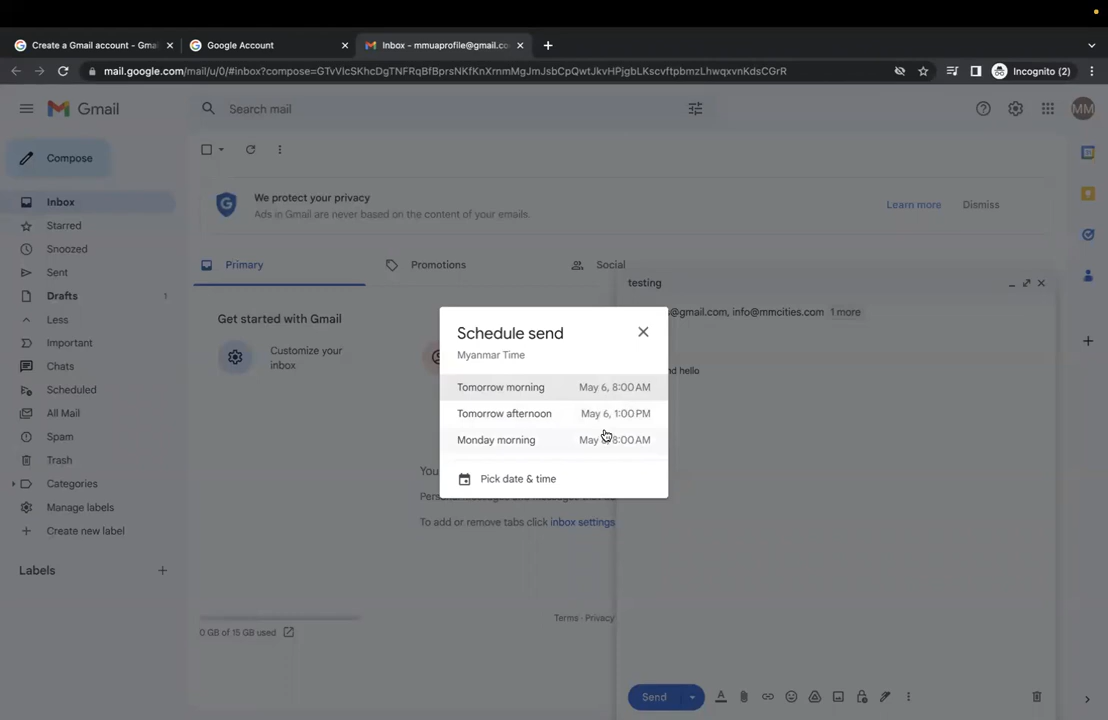 Create a Gmail account - Gma
Google Account
Inbox - mmuaprofile@gmail.co
mail.google.com/mail/u/0/#inbox?compose=
Incognito (2)
Gmail
Search mail
MM
Compose
Inbox
Starred
Snoozed
Sent
Drafts 1
Less
Important
Chats
Scheduled
All Mail
Spam
Trash
Categories
Manage labels
Create new label
Labels
We protect your privacy
Ads in Gmail are never based on the content of your emails.
Learn more
Dismiss
Primary
Promotions
Social
Get started with Gmail
Customize your
inbox
To add or remove tabs click inbox settings
Terms · Privacy
0 GB of 15 GB used
testing
s@gmail.com, info@mmcities.com 1 more
hello
Schedule send
Myanmar Time
Tomorrow morning May 6, 8:00 AM
Tomorrow afternoon May 6, 1:00 PM
Monday morning May 8:00 AM
Pick date & time
Send